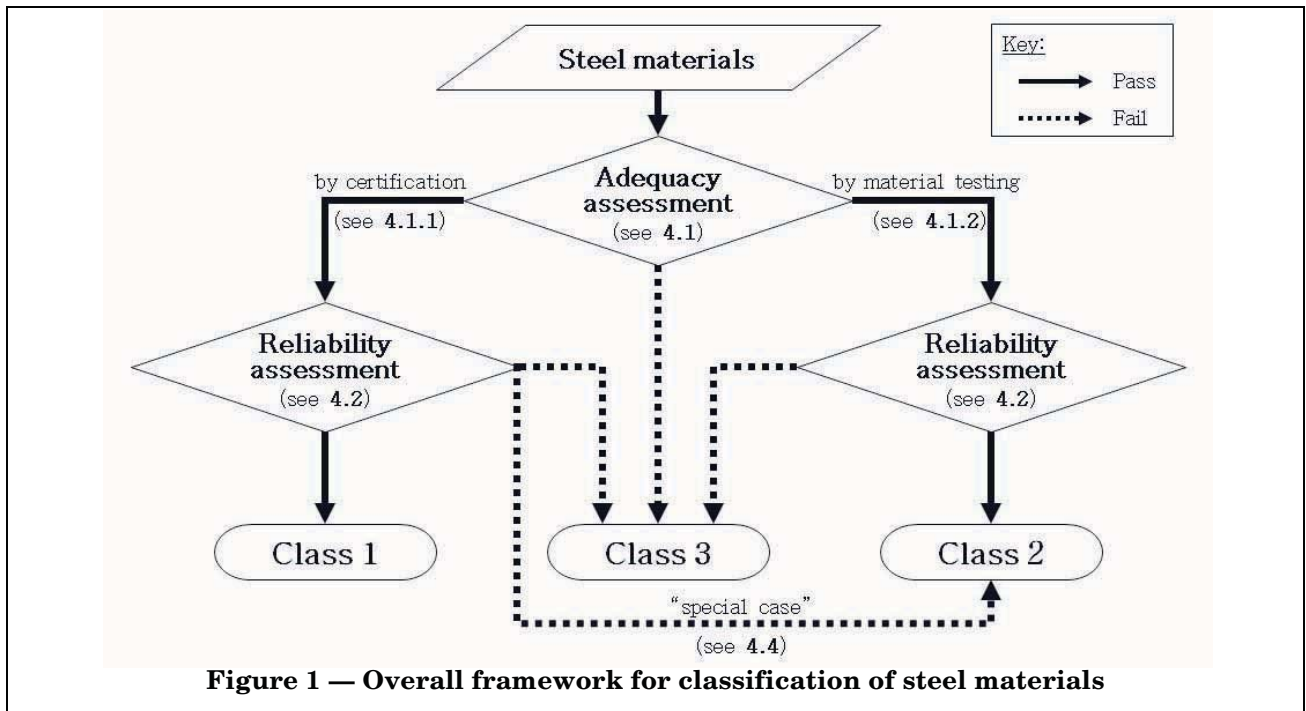 Steel materials
Key:
Pass
Fail
by certification
(see 4.1.1)
Adequacy
assessment
(see 4.1)
by material testing
(see 4.1.2)
Reliability
assessment
(see 4.2)
Reliability
assessment
(see 4.2)
Class 1
Class 3
Class 2
“special case”
(see 4.4)
Figure 1 — Overall framework for classification of steel materials